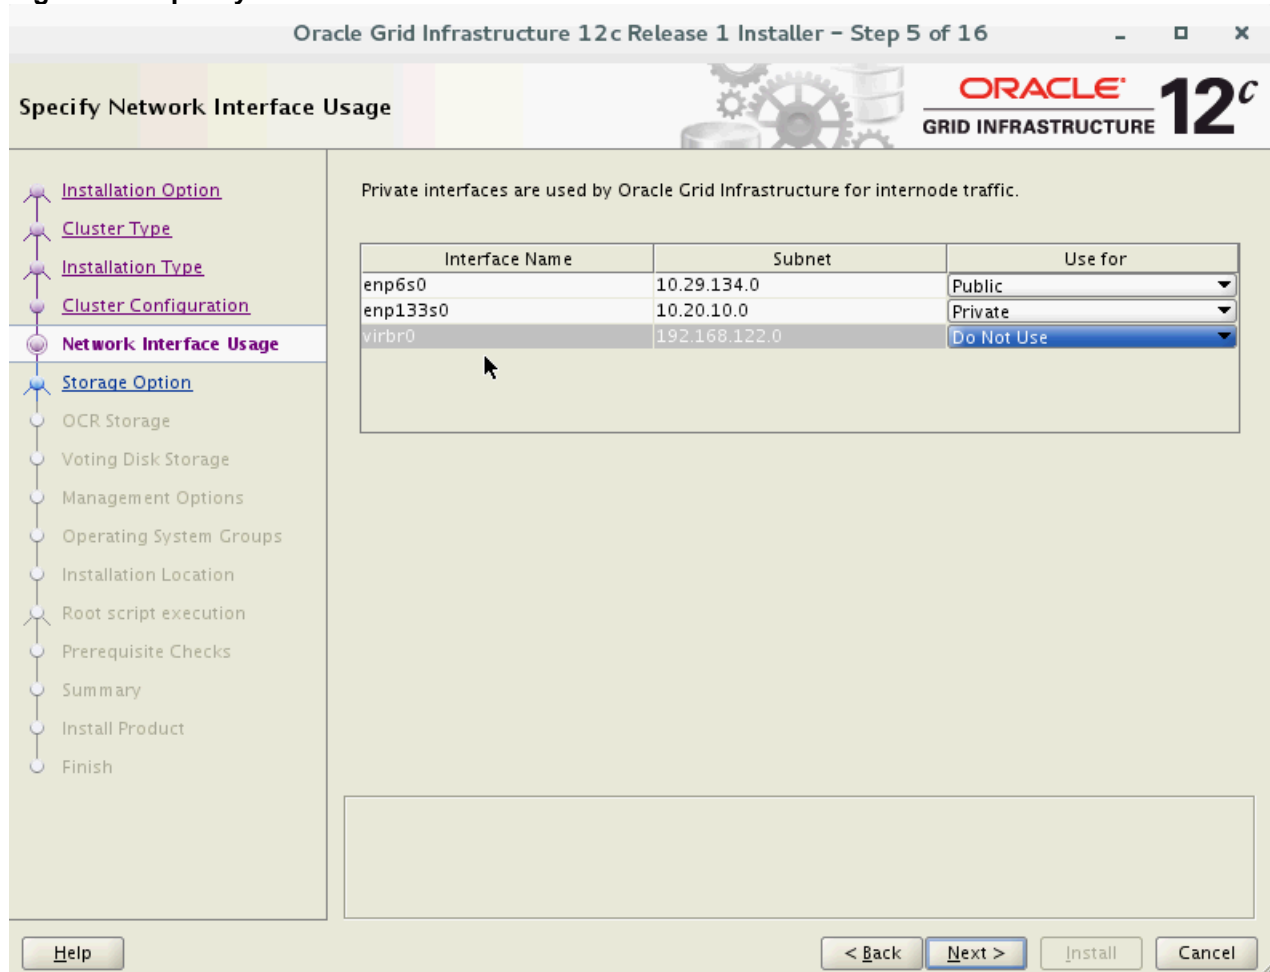 Oracle Grid Infrastructure 12c Release 1 Installer – Step 5 of 16
Specify Network Interface Usage
ORACLE
GRID INFRASTRUCTURE
12c
Installation Option
Cluster Type
Installation Type
Cluster Configuration
Network Interface Usage
Storage Option
OCR Storage
Voting Disk Storage
Management Options
Operating System Groups
Installation Location
Root script execution
Prerequisite Checks
Summary
Install Product
Finish
Private interfaces are used by Oracle Grid Infrastructure for internode traffic.
Interface Name Subnet Use for
enp6s0 10.29.134.0 Public
enp133s0 10.20.10.0 Private
virbr0 192.168.122.0 Do Not Use
Help < Back Next > Install Cancel